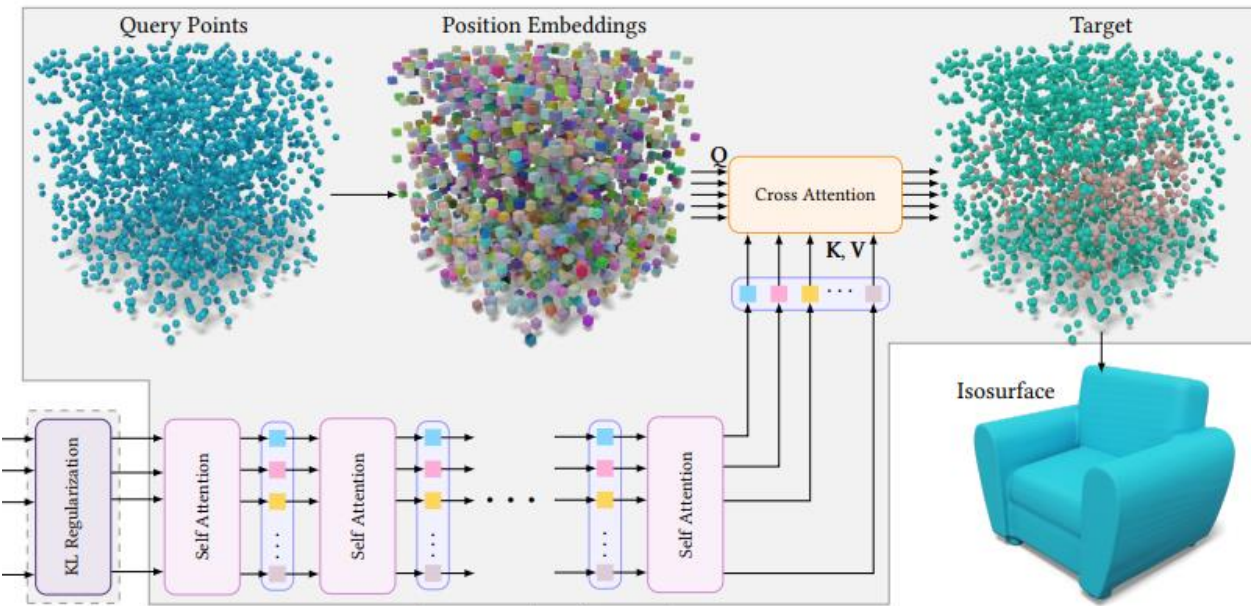 Query Points
Position Embeddings
Target
Q
Cross Attention
K, V
Isosurface
KL Regularization
Self Attention
Self Attention
Self Attention